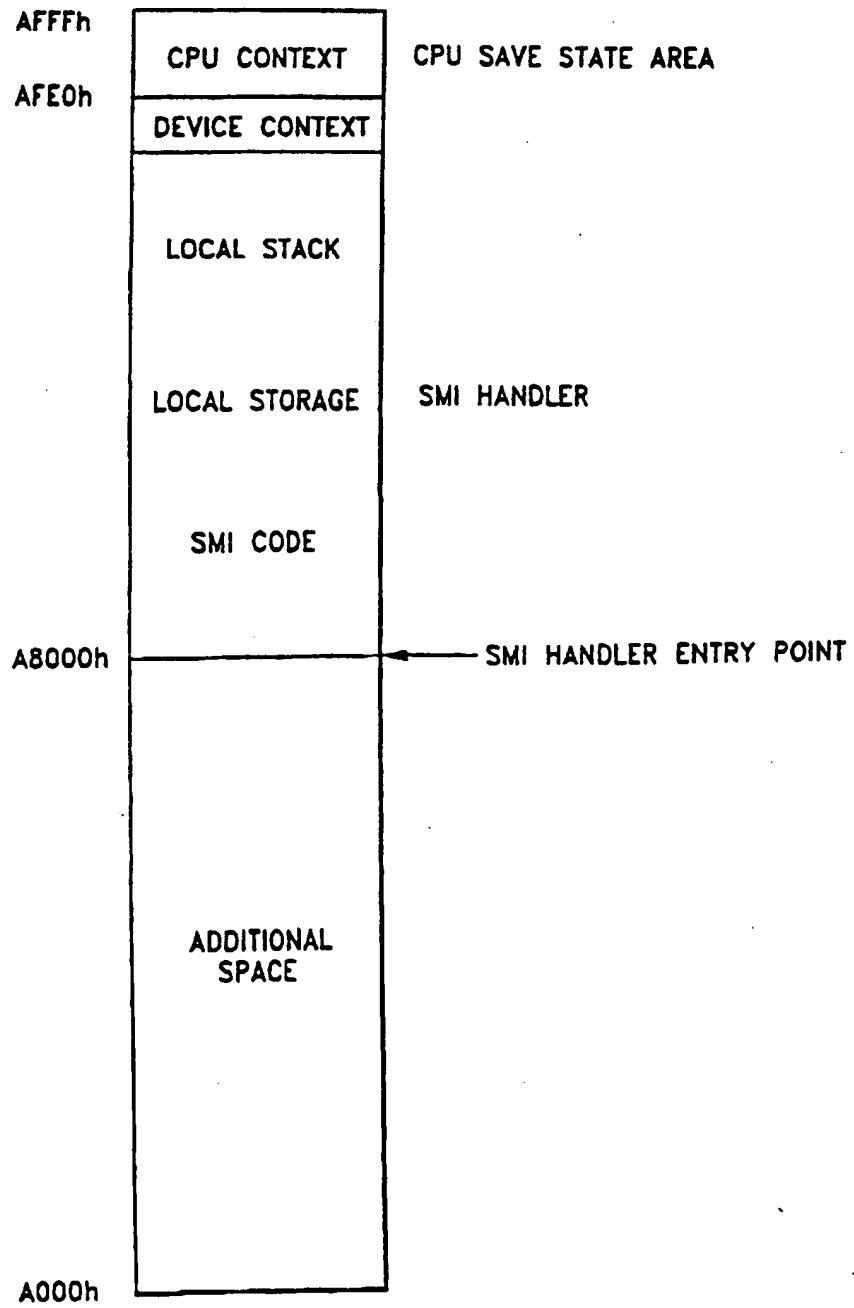 AFFFh
CPU CONTEXT CPU SAVE STATE AREA
AFE0h
DEVICE CONTEXT
LOCAL STACK
LOCAL STORAGE SMI HANDLER
SMI CODE
A8000h SMI HANDLER ENTRY POINT
ADDITIONAL
SPACE
A000h